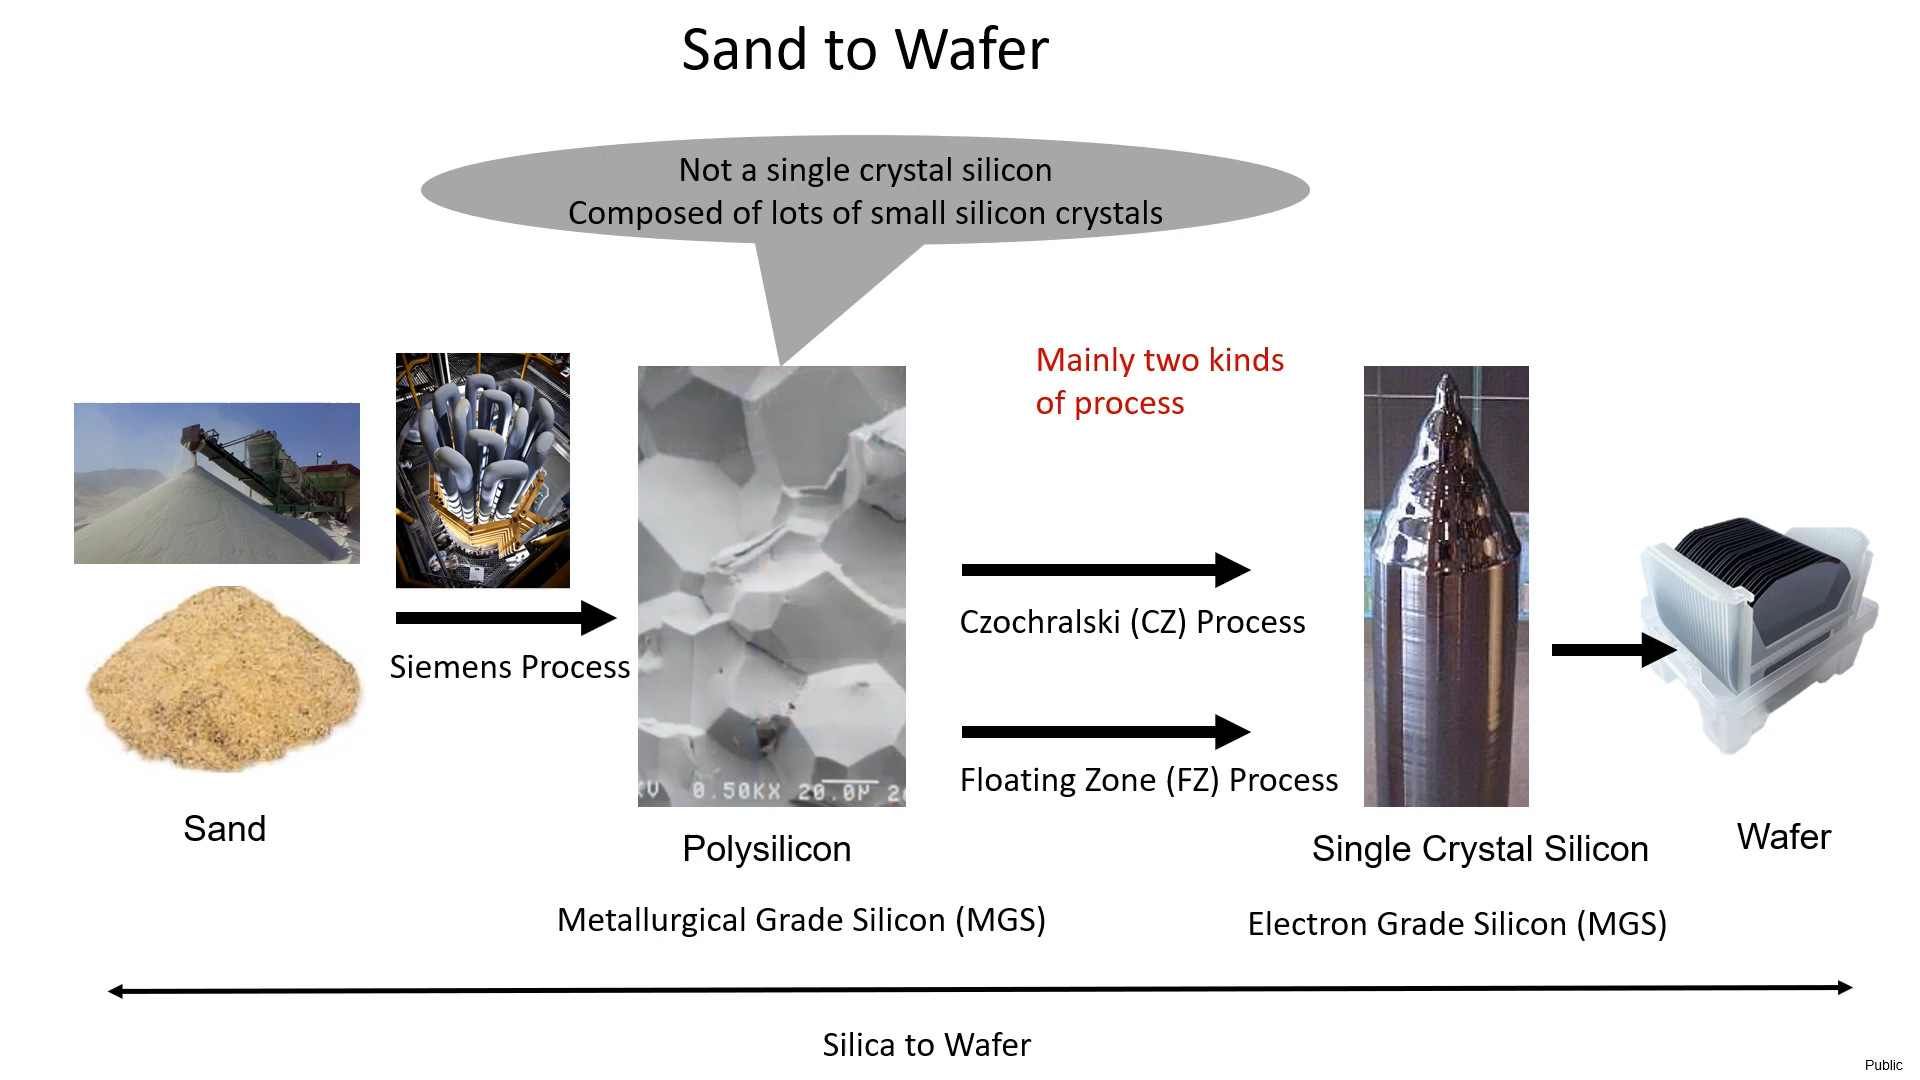 Sand to Wafer
Not a single crystal silicon
Composed of lots of small silicon crystals
Mainly two kinds
of process
Siemens Process
Czochralski (CZ) Process
Floating Zone (FZ) Process
0.50KX 20.0µ
Sand
Polysilicon
Single Crystal Silicon
Wafer
Metallurgical Grade Silicon (MGS)
Electron Grade Silicon (MGS)
Silica to Wafer
Public